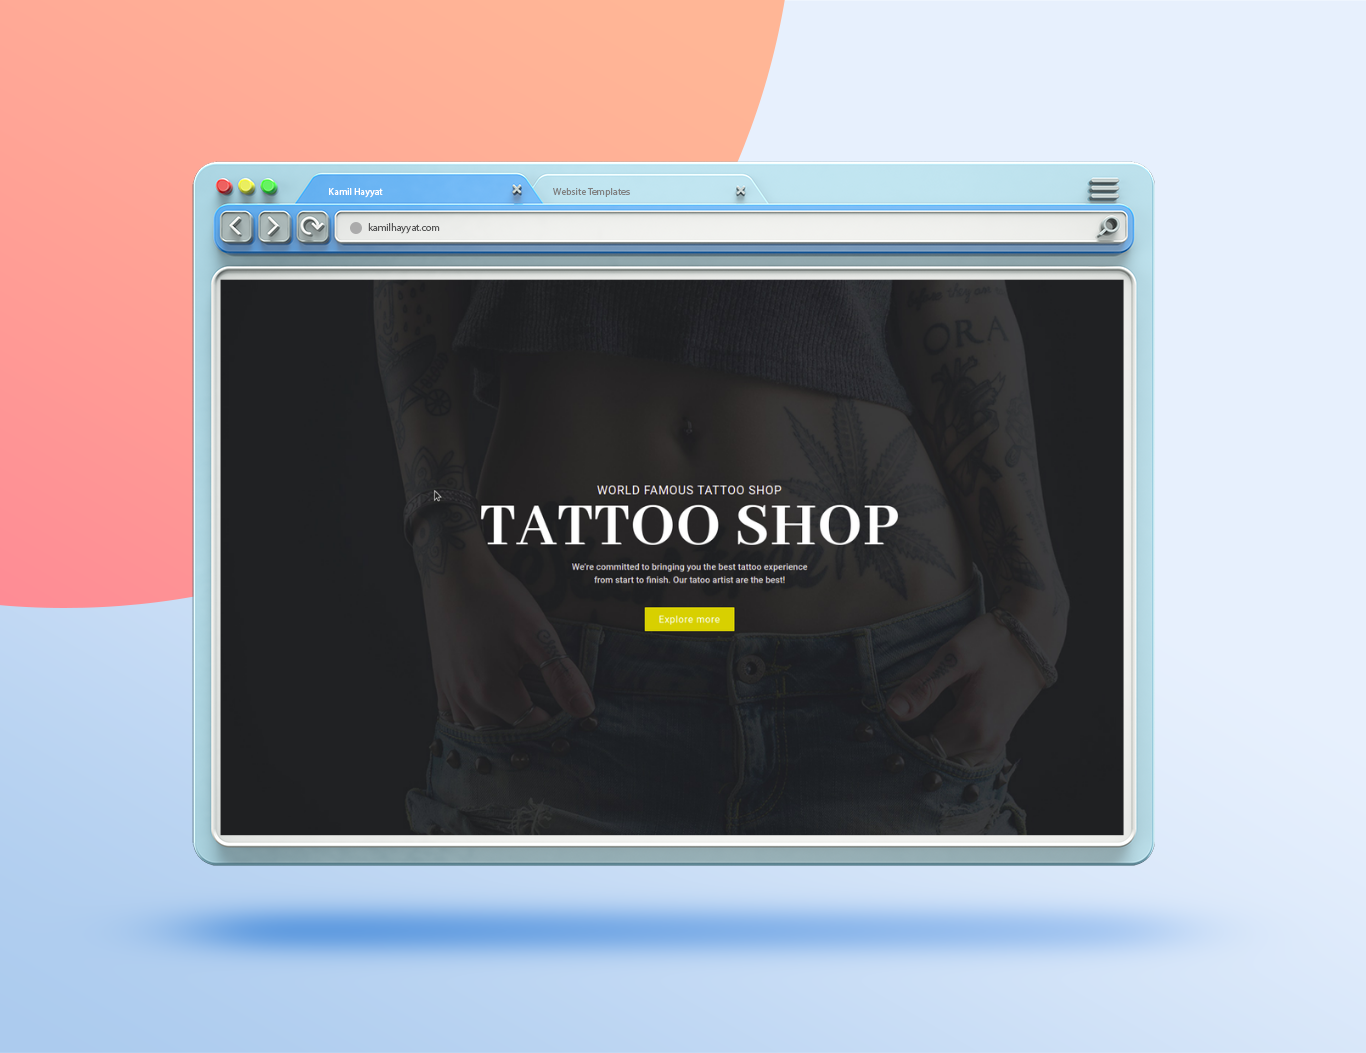 Kamil Hayyat
Website Templates
kamilhayyat.com
ORA
WORLD FAMOUS TATTOO SHOP
TATTOO SHOP
We're committed to bringing you the best tattoo experience
from start to finish. Our tatoo artist are the best!
Explore more